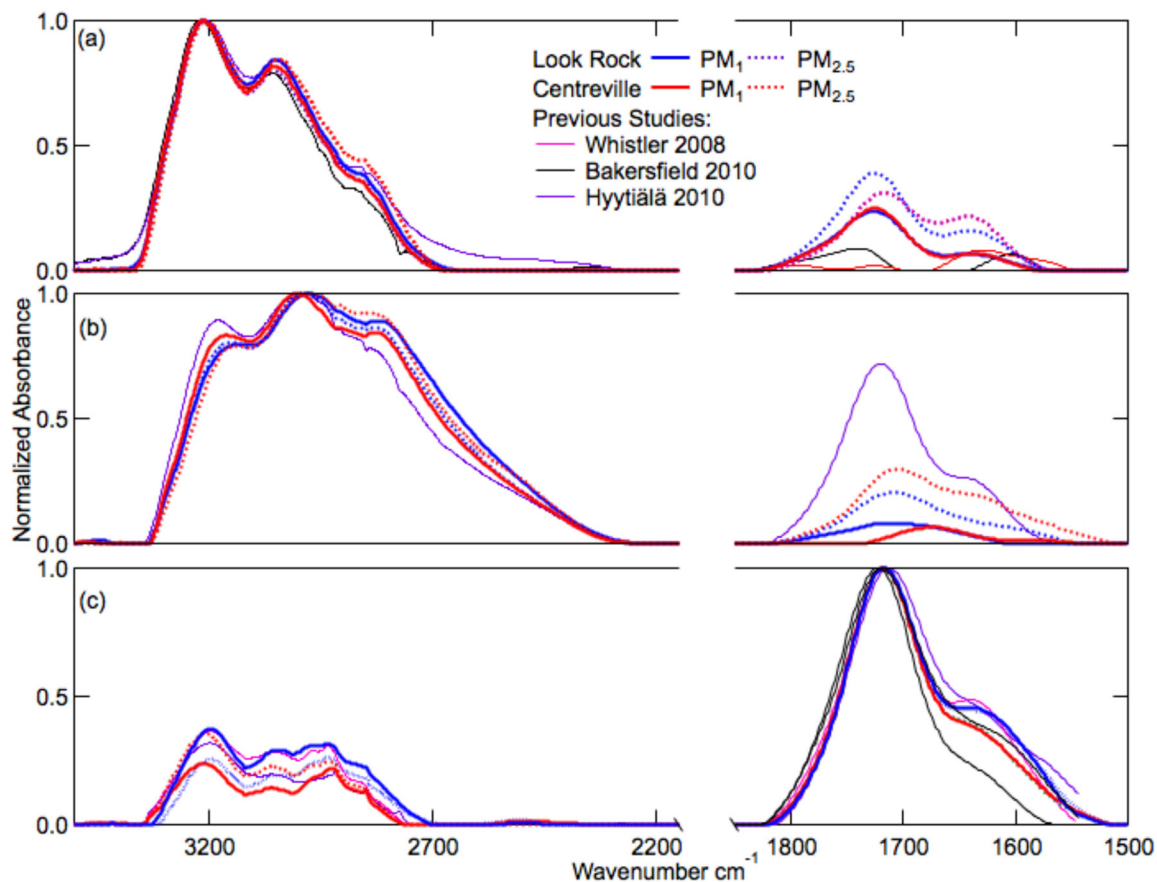 1.0
(a)
Look Rock PM1 PM2.5
Centreville PM1 PM2.5
Previous Studies:
Whistler 2008
Bakersfield 2010
Hyytiälä 2010
0.5
0.0
1.0
(b)
0.5
0.0
1.0
(c)
0.5
0.0
Normalized Absorbance
3200 2700 2200 1800 1700 1600 1500
Wavenumber cm-1